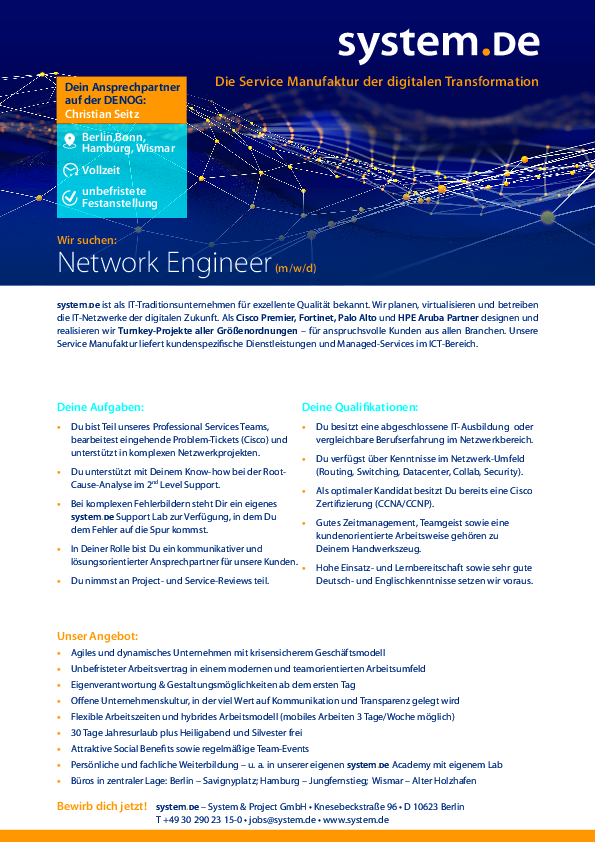 system.DE
Die Service Manufaktur der digitalen Transformation
Dein Ansprechpartner
auf der DENOG:
Christian Seitz
Berlin,Bonn,
Hamburg, Wismar
Vollzeit
unbefristete
Festanstellung
Wir suchen:
Network Engineer (m/w/d)
system.DE ist als IT-Traditionsunternehmen für exzellente Qualität bekannt. Wir planen, virtualisieren und betreiben
die IT-Netzwerke der digitalen Zukunft. Als Cisco Premier, Fortinet, Palo Alto und HPE Aruba Partner designen und
realisieren wir Turnkey-Projekte aller Größenordnungen – für anspruchsvolle Kunden aus allen Branchen. Unsere
Service Manufaktur liefert kundenspezifische Dienstleistungen und Managed-Services im ICT-Bereich.
Deine Aufgaben:
• Du bist Teil unseres Professional Services Teams,
bearbeitest eingehende Problem-Tickets (Cisco) und
unterstützt in komplexen Netzwerkprojekten.
• Du unterstützt mit Deinem Know-how bei der Root-
Cause-Analyse im 2nd Level Support.
• Bei komplexen Fehlerbildern steht Dir ein eigenes
system.DE Support Lab zur Verfügung, in dem Du
dem Fehler auf die Spur kommst.
• In Deiner Rolle bist Du ein kommunikativer und
lösungsorientierter Ansprechpartner für unsere Kunden.
• Du nimmst an Project- und Service-Reviews teil.
Deine Qualifikationen:
• Du besitzt eine abgeschlossene IT-Ausbildung oder
vergleichbare Berufserfahrung im Netzwerkbereich.
• Du verfügst über Kenntnisse im Netzwerk-Umfeld
(Routing, Switching, Datacenter, Collab, Security).
• Als optimaler Kandidat besitzt Du bereits eine Cisco
Zertifizierung (CCNA/CCNP).
• Gutes Zeitmanagement, Teamgeist sowie eine
kundenorientierte Arbeitsweise gehören zu
Deinem Handwerkszeug.
• Hohe Einsatz- und Lernbereitschaft sowie sehr gute
Deutsch- und Englischkenntnisse setzen wir voraus.
Unser Angebot:
• Agiles und dynamisches Unternehmen mit krisensicherem Geschäftsmodell
• Unbefristeter Arbeitsvertrag in einem modernen und teamorientierten Arbeitsumfeld
• Eigenverantwortung & Gestaltungsmöglichkeiten ab dem ersten Tag
• Offene Unternehmenskultur, in der viel Wert auf Kommunikation und Transparenz gelegt wird
• Flexible Arbeitszeiten und hybrides Arbeitsmodell (mobiles Arbeiten 3 Tage/Woche möglich)
• 30 Tage Jahresurlaub plus Heiligabend und Silvester frei
• Attraktive Social Benefits sowie regelmäßige Team-Events
• Persönliche und fachliche Weiterbildung – u. a. in unserer eigenen system.DE Academy mit eigenem Lab
• Büros in zentraler Lage: Berlin – Savignyplatz; Hamburg – Jungfernstieg; Wismar – Alter Holzhafen
Bewirb dich jetzt! system.DE – System & Project GmbH • Knesebeckstraße 96 • D 10623 Berlin
T +49 30 290 23 15-0 • jobs@system.de • www.system.de